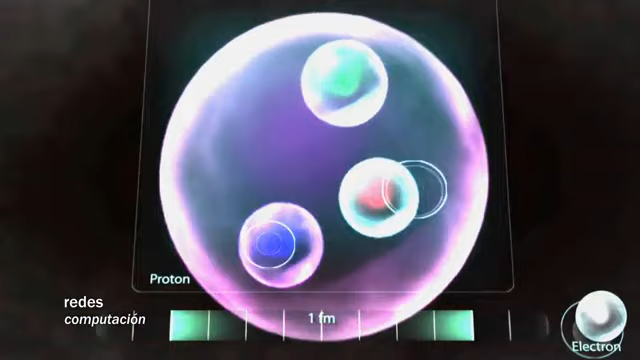 Proton
redes
computación
1 fm
Electron